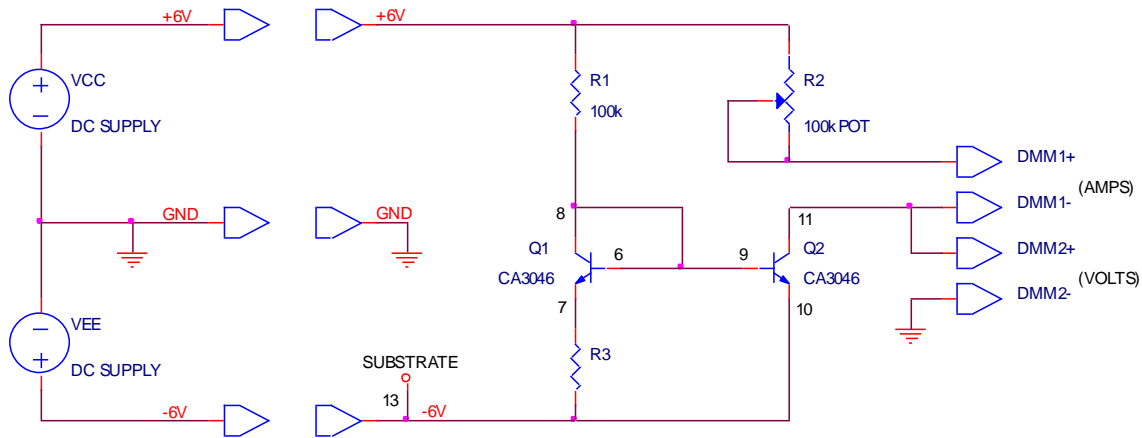 +6V
+6V
VCC
+
−
DC SUPPLY
R1
100k
R2
100k POT
DMM1+
(AMPS)
DMM1-
GND
GND
8
11
DMM2+
Q1
6
9
Q2
CA3046
CA3046
(VOLTS)
7
10
DMM2-
VEE
−
+
DC SUPPLY
SUBSTRATE
R3
13
-6V
-6V